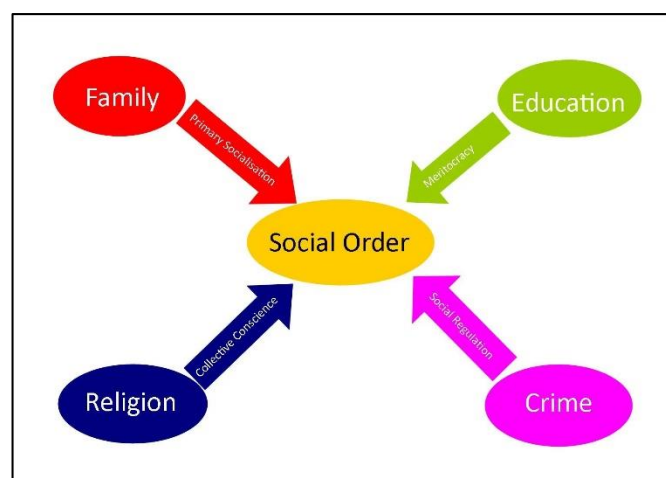 Family
Education
Primary Socialisation
Meritocracy
Social Order
Collective Conscience
Social Regulation
Religion
Crime